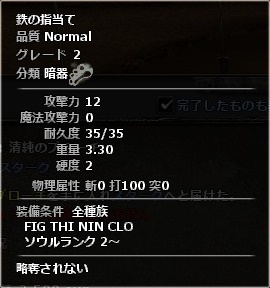 鉄の指当て
品質 Normal
グレード 2
分類 暗器
攻撃力 12
魔法攻撃力 0
耐久度 35/35
重量 3.30
硬度 2
物理属性 斬0 打100 突0
装備条件 全種族
FIG THI NIN CLO
ソウルランク 2～
略奪されない
完了したものも